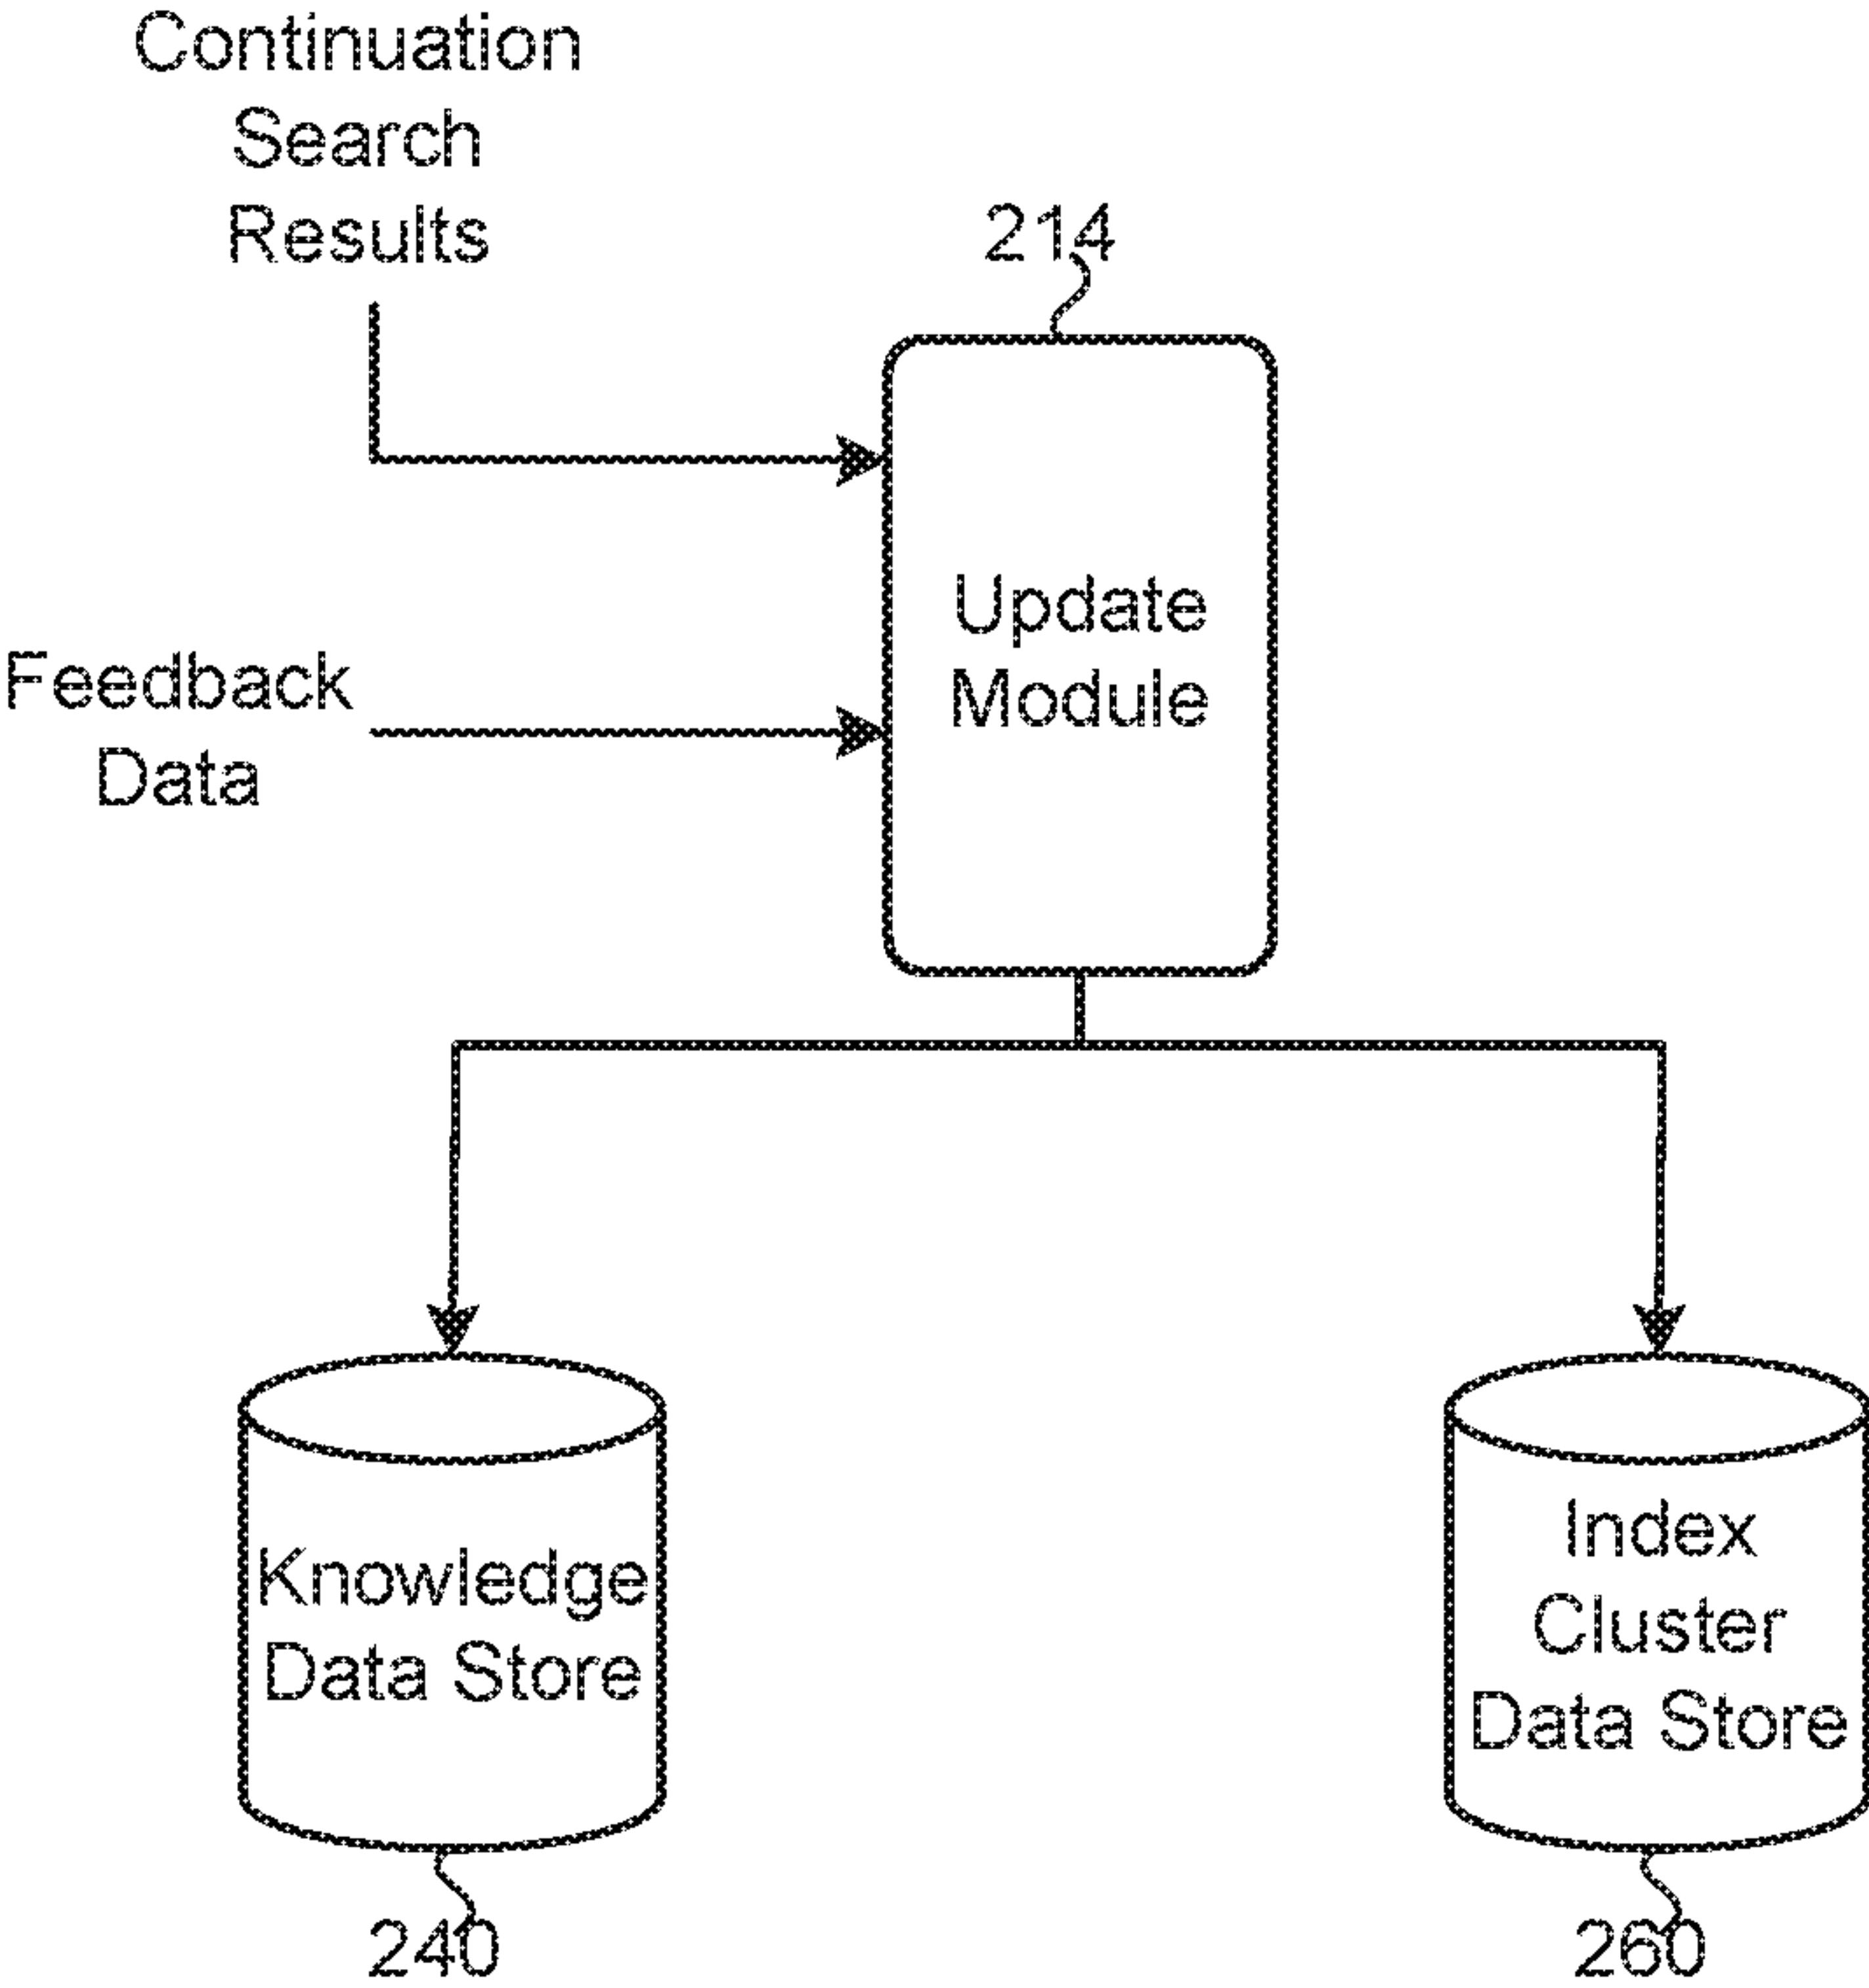 Continuation
Search
Results
214
Update
Module
Feedback
Data
Knowledge
Data Store
Index
Cluster
Data Store
240
260